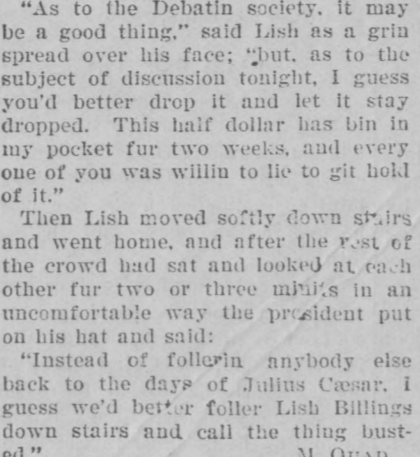 "As to the Debatin society, it may
be a good thing," said Lish as a grin
spread over his face; "but, as to the
subject of discussion tonight, I guess
you'd better drop it and let it stay
dropped. This half dollar has bin in
my pocket fur two weeks, and every
one of you was willin to lie to git hold
of it."
Then Lish moved softly down stairs
and went home, and after the rest of
the crowd had sat and looked at each
other fur two or three minits in an
uncomfortable way the president put
on his hat and said:
"Instead of follerin anybody else
back to the days of Julius Cæsar, I
guess we'd better foller Lish Billings
down stairs and call the thing bust-
ed." M. QUAD.